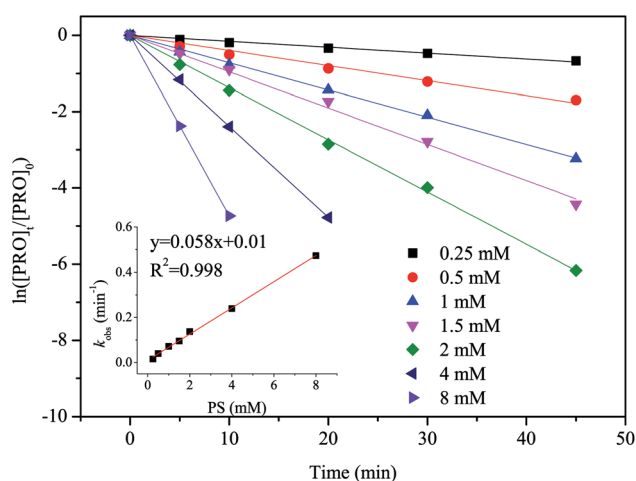 0
-2
-4
-6
-8
-10
ln([PRO]t/[PRO]0)
0
10
20
30
40
50
Time (min)
y=0.058x+0.01
R²=0.998
0.6
0.4
0.2
0.0
kobs (min⁻¹)
0
2
4
6
8
PS (mM)
0.25 mM
0.5 mM
1 mM
1.5 mM
2 mM
4 mM
8 mM